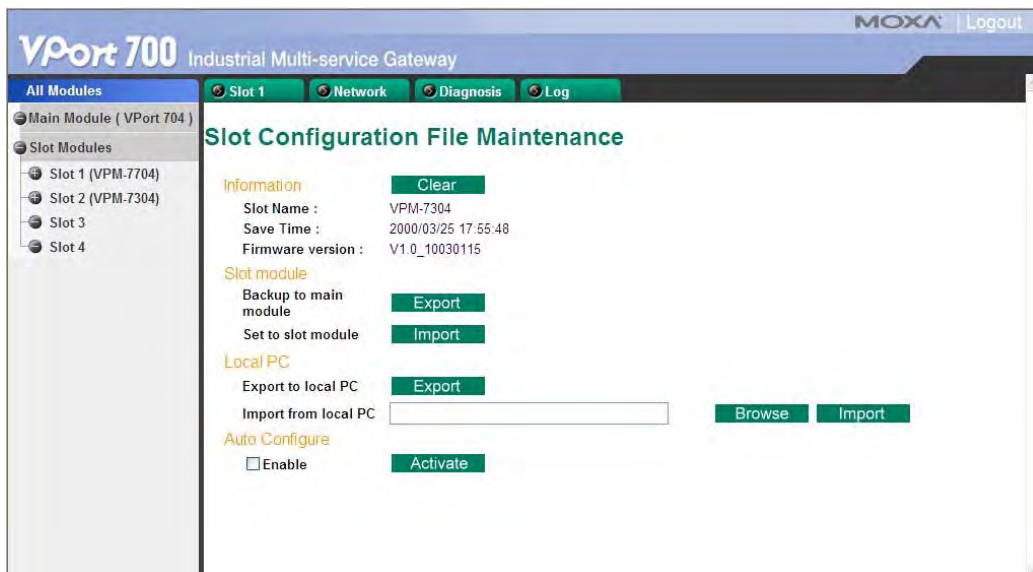 MOXA | Logout
VPort 700 Industrial Multi-service Gateway
All Modules
Slot 1 Network Diagnosis Log
Main Module ( VPort 704 )
Slot Modules
Slot 1 (VPM-7704)
Slot 2 (VPM-7304)
Slot 3
Slot 4
Slot Configuration File Maintenance
Information Clear
Slot Name : VPM-7304
Save Time : 2000/03/25 17:55:48
Firmware version : V1.0_10030115
Slot module
Backup to main
module Export
Set to slot module Import
Local PC
Export to local PC Export
Import from local PC Browse Import
Auto Configure
Enable Activate